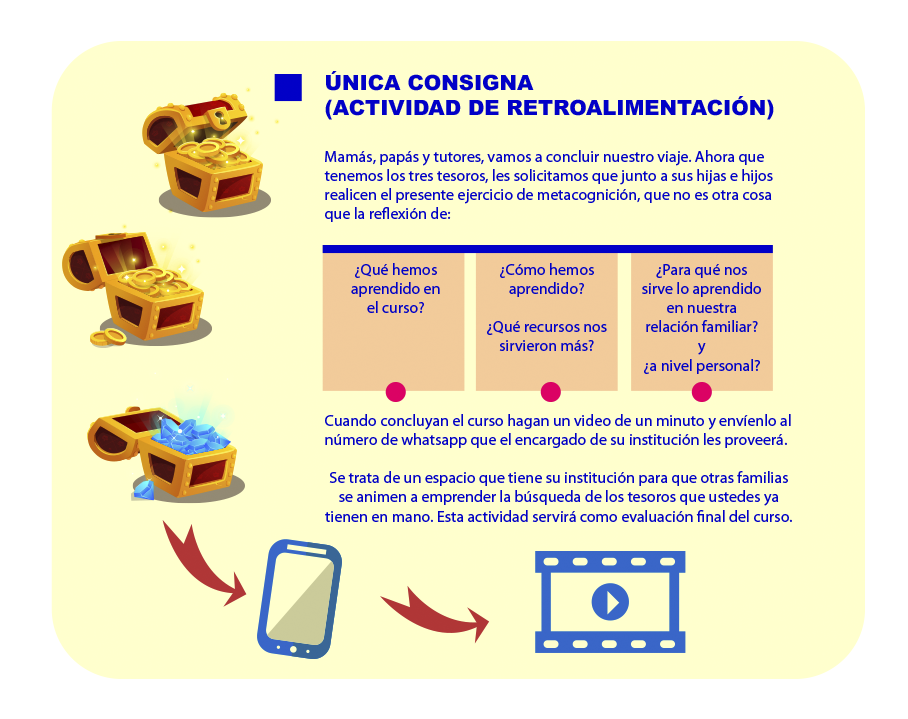 ÚNICA CONSIGNA
(ACTIVIDAD DE RETROALIMENTACIÓN)
Mamás, papás y tutores, vamos a concluir nuestro viaje. Ahora que
tenemos los tres tesoros, les solicitamos que junto a sus hijas e hijos
realicen el presente ejercicio de metacognición, que no es otra cosa
que la reflexión de:
¿Qué hemos
aprendido en
el curso?
¿Cómo hemos
aprendido?
¿Qué recursos nos
sirvieron más?
¿Para qué nos
sirve lo aprendido
en nuestra
relación familiar?
y
¿a nivel personal?
Cuando concluyan el curso hagan un video de un minuto y envíenlo al
número de whatsapp que el encargado de su institución les proveerá.
Se trata de un espacio que tiene su institución para que otras familias
se animen a emprender la búsqueda de los tesoros que ustedes ya
tienen en mano. Esta actividad servirá como evaluación final del curso.